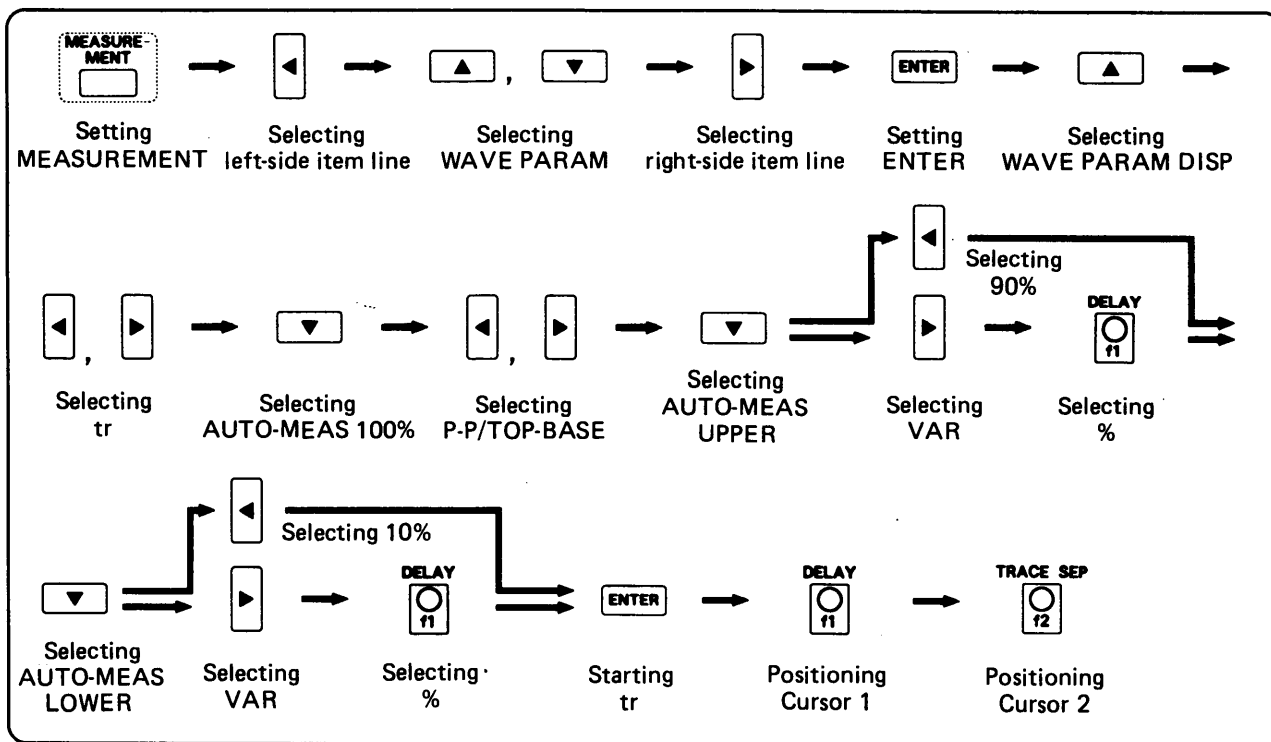 MEASURE-
MENT
ENTER
Setting
MEASUREMENT
Selecting
left-side item line
Selecting
WAVE PARAM
Selecting
right-side item line
Setting
ENTER
Selecting
WAVE PARAM DISP
Selecting
90%
DELAY
f1
Selecting
tr
Selecting
AUTO-MEAS 100%
Selecting
P-P/TOP-BASE
Selecting
AUTO-MEAS
UPPER
Selecting
VAR
Selecting
%
Selecting 10%
DELAY
f1
ENTER
DELAY
f1
TRACE SEP
f2
Selecting
AUTO-MEAS
LOWER
Selecting
VAR
Selecting
%
Starting
tr
Positioning
Cursor 1
Positioning
Cursor 2